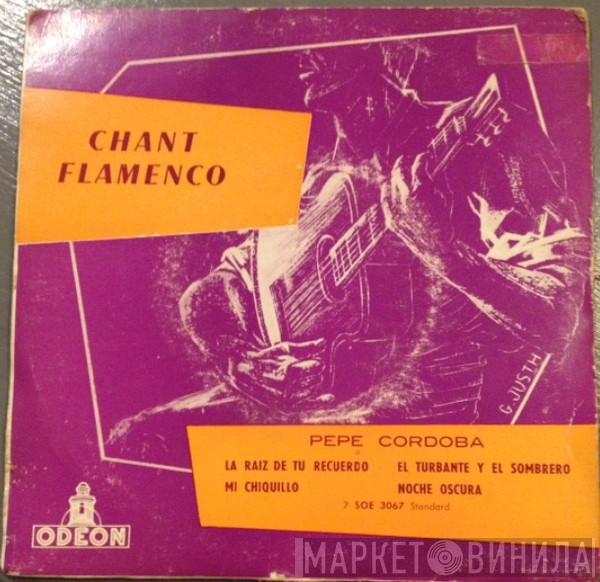 CHANT
FLAMENCO
G. JUSTH
PEPE CORDOBA
LA RAIZ DE TU RECUERDO
EL TURBANTE Y EL SOMBRERO
MI CHIQUILLO
NOCHE OSCURA
7 SOE 3067 Standard
ODEON
МАРКЕТ ВИНИЛА